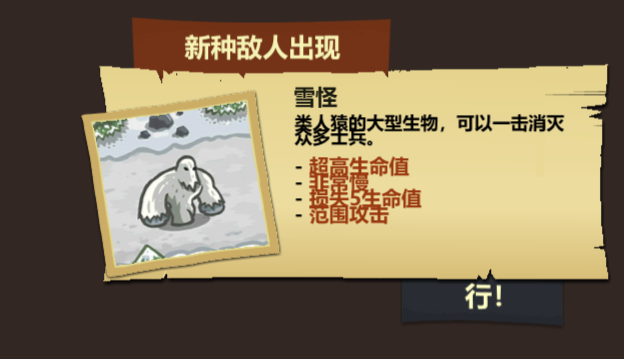 新种敌人出现
雪怪
类人猿的大型生物，可以一击消灭
众多士兵。
- 超高生命值
- 非常慢
- 损失5生命值
- 范围攻击
行！